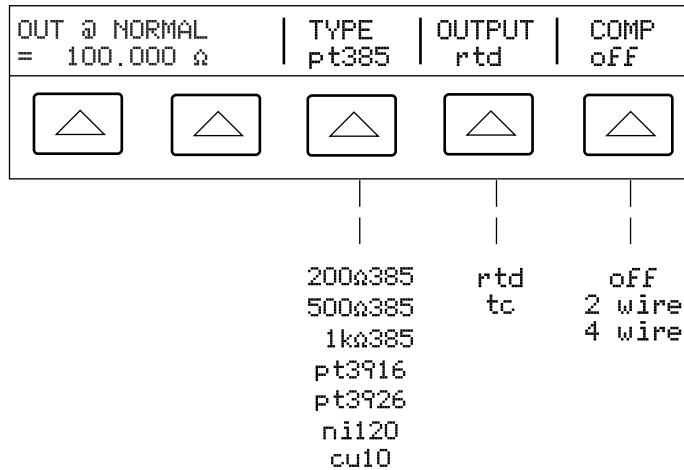 OUT @ NORMAL
= 100.000 Ω
TYPE
pt385
OUTPUT
rtd
COMP
off
200Ω385
500Ω385
1kΩ385
pt3916
pt3926
ni120
cu10
rtd
tc
off
2 wire
4 wire